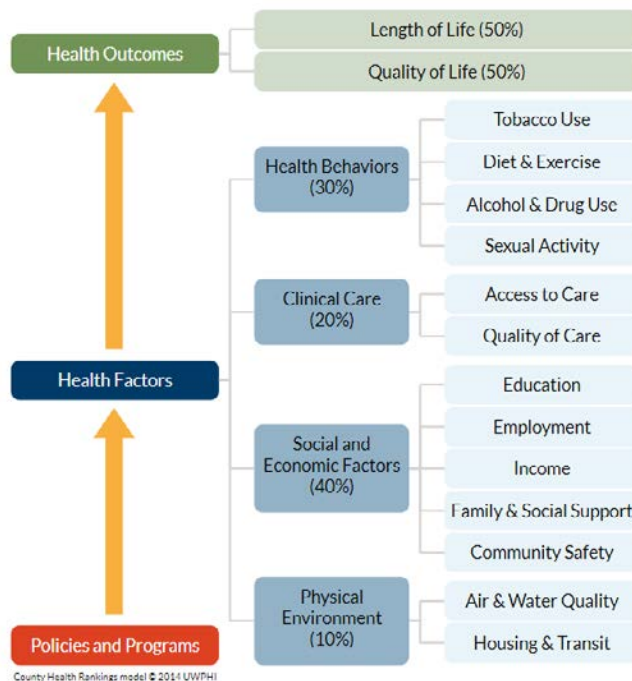 Health Outcomes
Length of Life (50%)
Quality of Life (50%)
Health Factors
Health Behaviors
(30%)
Tobacco Use
Diet & Exercise
Alcohol & Drug Use
Sexual Activity
Clinical Care
(20%)
Access to Care
Quality of Care
Social and
Economic Factors
(40%)
Education
Employment
Income
Family & Social Support
Community Safety
Physical
Environment
(10%)
Air & Water Quality
Housing & Transit
Policies and Programs
County Health Rankings model © 2014 UWPHI